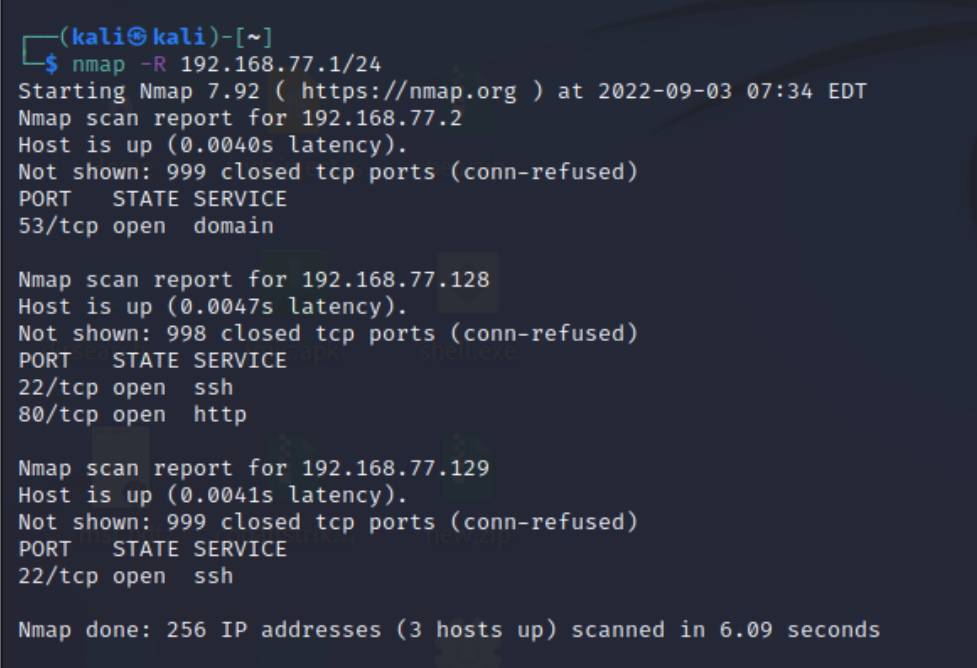 ┌──(kali㉿kali)-[~]
└─$ nmap -R 192.168.77.1/24
Starting Nmap 7.92 ( https://nmap.org ) at 2022-09-03 07:34 EDT
Nmap scan report for 192.168.77.2
Host is up (0.0040s latency).
Not shown: 999 closed tcp ports (conn-refused)
PORT   STATE SERVICE
53/tcp open  domain

Nmap scan report for 192.168.77.128
Host is up (0.0047s latency).
Not shown: 998 closed tcp ports (conn-refused)
PORT   STATE SERVICE
22/tcp open  ssh
80/tcp open  http

Nmap scan report for 192.168.77.129
Host is up (0.0041s latency).
Not shown: 999 closed tcp ports (conn-refused)
PORT   STATE SERVICE
22/tcp open  ssh

Nmap done: 256 IP addresses (3 hosts up) scanned in 6.09 seconds
shell.exe
new.zip